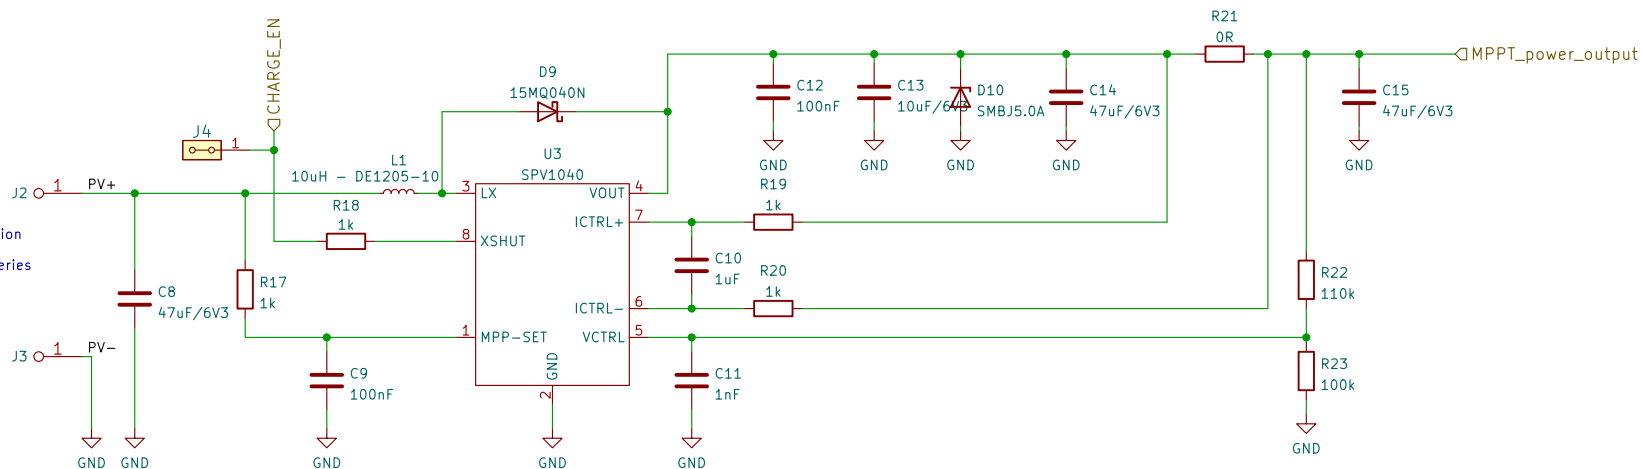 R21
0R
CHARGE_EN
MPPT_power_output
D9
15MQ040N
C12
100nF
C13
10uF/6V3
D10
SMBJ5.0A
C14
47uF/6V3
C15
47uF/6V3
J4
1
GND
GND
GND
GND
GND
L1
10uH - DE1205-10
U3
SPV1040
J2
1
PV+
3
LX
VOUT
4
R19
1k
R18
1k
ICTRL+
7
8
XSHUT
ion
eries
C10
1uF
R20
1k
R22
110k
R17
1k
C8
47uF/6V3
ICTRL-
6
1
MPP-SET
VCTRL
5
J3
1
PV-
GND
2
C9
100nF
C11
1nF
R23
100k
GND
GND
GND
GND
GND
GND